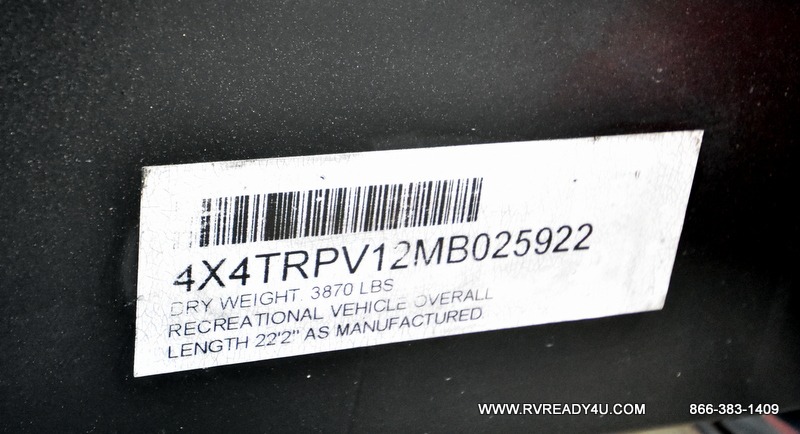 4X4TRPV12MB025922
DRY WEIGHT. 3870 LBS
RECREATIONAL VEHICLE OVERALL
LENGTH 22'2" AS MANUFACTURED
WWW.RVREADY4U.COM 866-383-1409